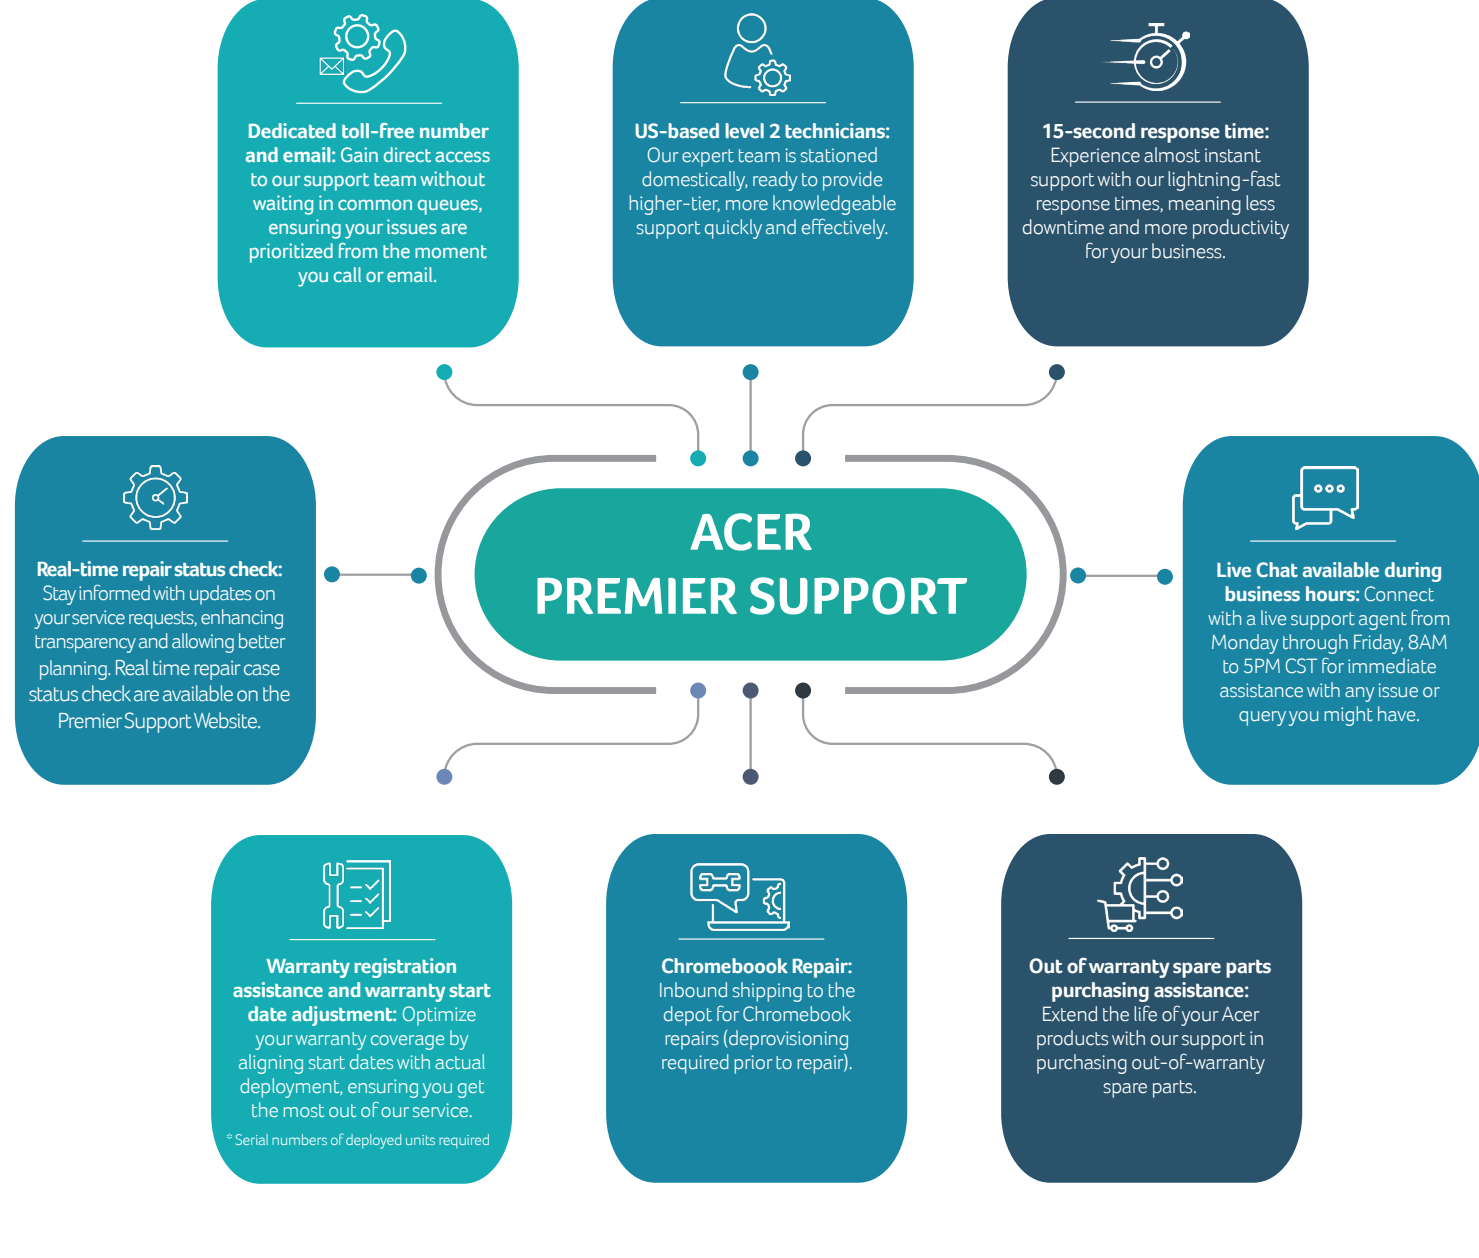 Dedicated toll-free number
and email: Gain direct access
to our support team without
waiting in common queues,
ensuring your issues are
prioritized from the moment
you call or email.
US-based level 2 technicians:
Our expert team is stationed
domestically, ready to provide
higher-tier, more knowledgeable
support quickly and effectively.
15-second response time:
Experience almost instant
support with our lightning-fast
response times, meaning less
downtime and more productivity
for your business.
Real-time repair status check:
Stay informed with updates on
your service requests, enhancing
transparency and allowing better
planning. Real time repair case
status check are available on the
Premier Support Website.
ACER
PREMIER SUPPORT
Live Chat available during
business hours: Connect
with a live support agent from
Monday through Friday, 8AM
to 5PM CST for immediate
assistance with any issue or
query you might have.
Warranty registration
assistance and warranty start
date adjustment: Optimize
your warranty coverage by
aligning start dates with actual
deployment, ensuring you get
the most out of our service.
* Serial numbers of deployed units required
Chromeboook Repair:
Inbound shipping to the
depot for Chromebook
repairs (deprovisioning
required prior to repair).
Out of warranty spare parts
purchasing assistance:
Extend the life of your Acer
products with our support in
purchasing out-of-warranty
spare parts.